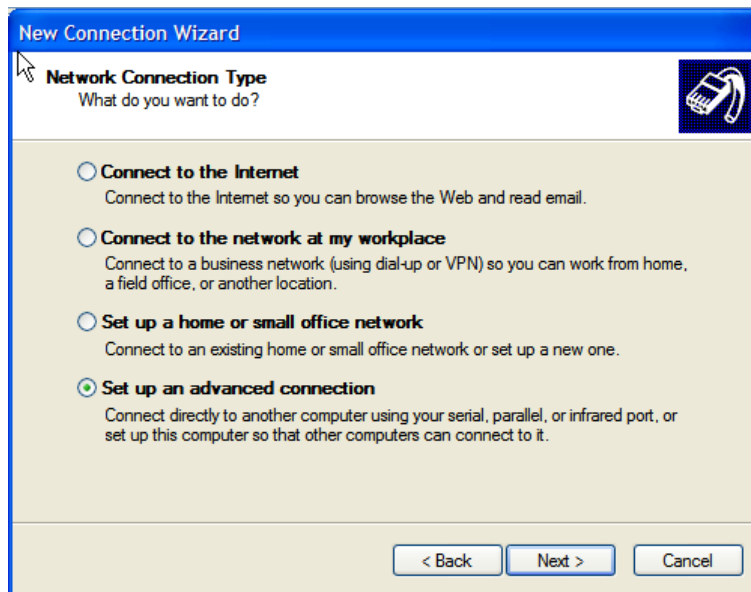 New Connection Wizard
Network Connection Type
What do you want to do?
Connect to the Internet
Connect to the Internet so you can browse the Web and read email.
Connect to the network at my workplace
Connect to a business network (using dial-up or VPN) so you can work from home,
a field office, or another location.
Set up a home or small office network
Connect to an existing home or small office network or set up a new one.
Set up an advanced connection
Connect directly to another computer using your serial, parallel, or infrared port, or
set up this computer so that other computers can connect to it.
< Back Next > Cancel